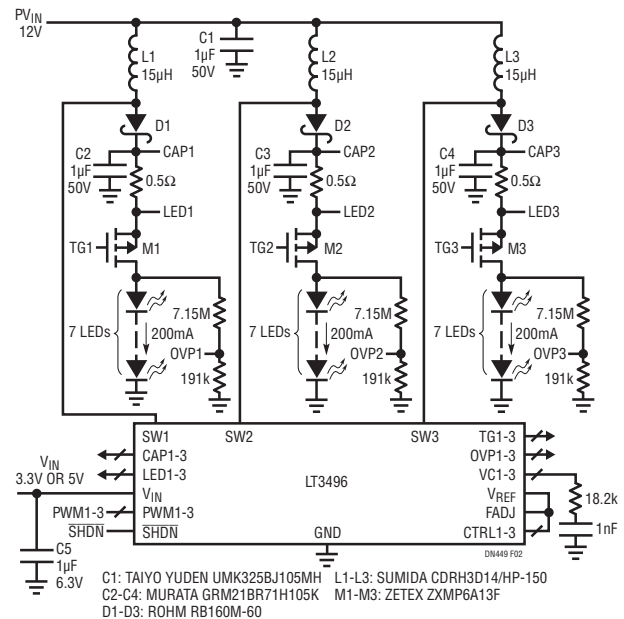 PVIN
12V
C1
1µF
50V
L1
15µH
L2
15µH
L3
15µH
D1
D2
D3
C2
1µF
50V
CAP1
0.5Ω
LED1
C3
1µF
50V
CAP2
0.5Ω
LED2
C4
1µF
50V
CAP3
0.5Ω
LED3
TG1
M1
TG2
M2
TG3
M3
7 LEDs
200mA
7.15M
OVP1
191k
7 LEDs
200mA
7.15M
OVP2
191k
7 LEDs
200mA
7.15M
OVP3
191k
SW1
SW2
SW3
TG1-3
CAP1-3
OVP1-3
LED1-3
LT3496
VC1-3
VIN
3.3V OR 5V
VIN
VREF
18.2k
PWM1-3
PWM1-3
FADJ
1nF
SHDN
SHDN
GND
CTRL1-3
C5
1µF
6.3V
DN449 F02
C1: TAIYO YUDEN UMK325BJ105MH L1-L3: SUMIDA CDRH3D14/HP-150
C2-C4: MURATA GRM21BR71H105K M1-M3: ZETEX ZXMP6A13F
D1-D3: ROHM RB160M-60